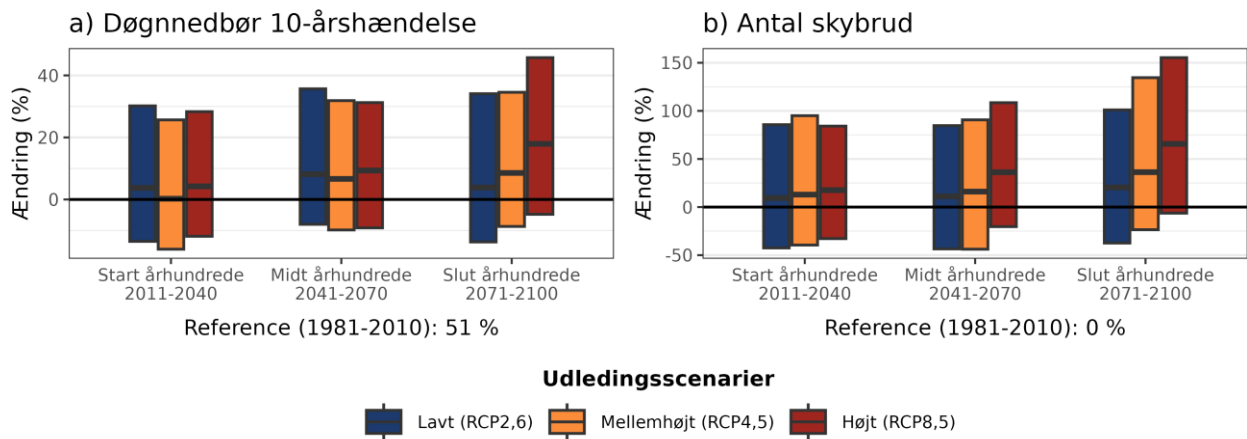 a) Døgnnedbør 10-årshændelse
Ændring (%)
40
20
0
Start århundrede
2011-2040
Midt århundrede
2041-2070
Slut århundrede
2071-2100
Reference (1981-2010): 51 %
b) Antal skybrud
Ændring (%)
150
100
50
0
-50
Start århundrede
2011-2040
Midt århundrede
2041-2070
Slut århundrede
2071-2100
Reference (1981-2010): 0 %
Udledingsscenarier
Lavt (RCP2,6)
Mellemhøjt (RCP4,5)
Højt (RCP8,5)